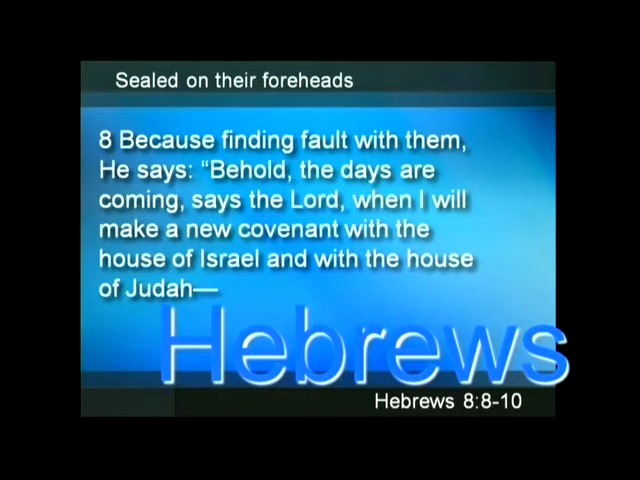 Sealed on their foreheads
8 Because finding fault with them,
He says: “Behold, the days are
coming, says the Lord, when I will
make a new covenant with the
house of Israel and with the house
of Judah—
Hebrews
Hebrews 8:8-10